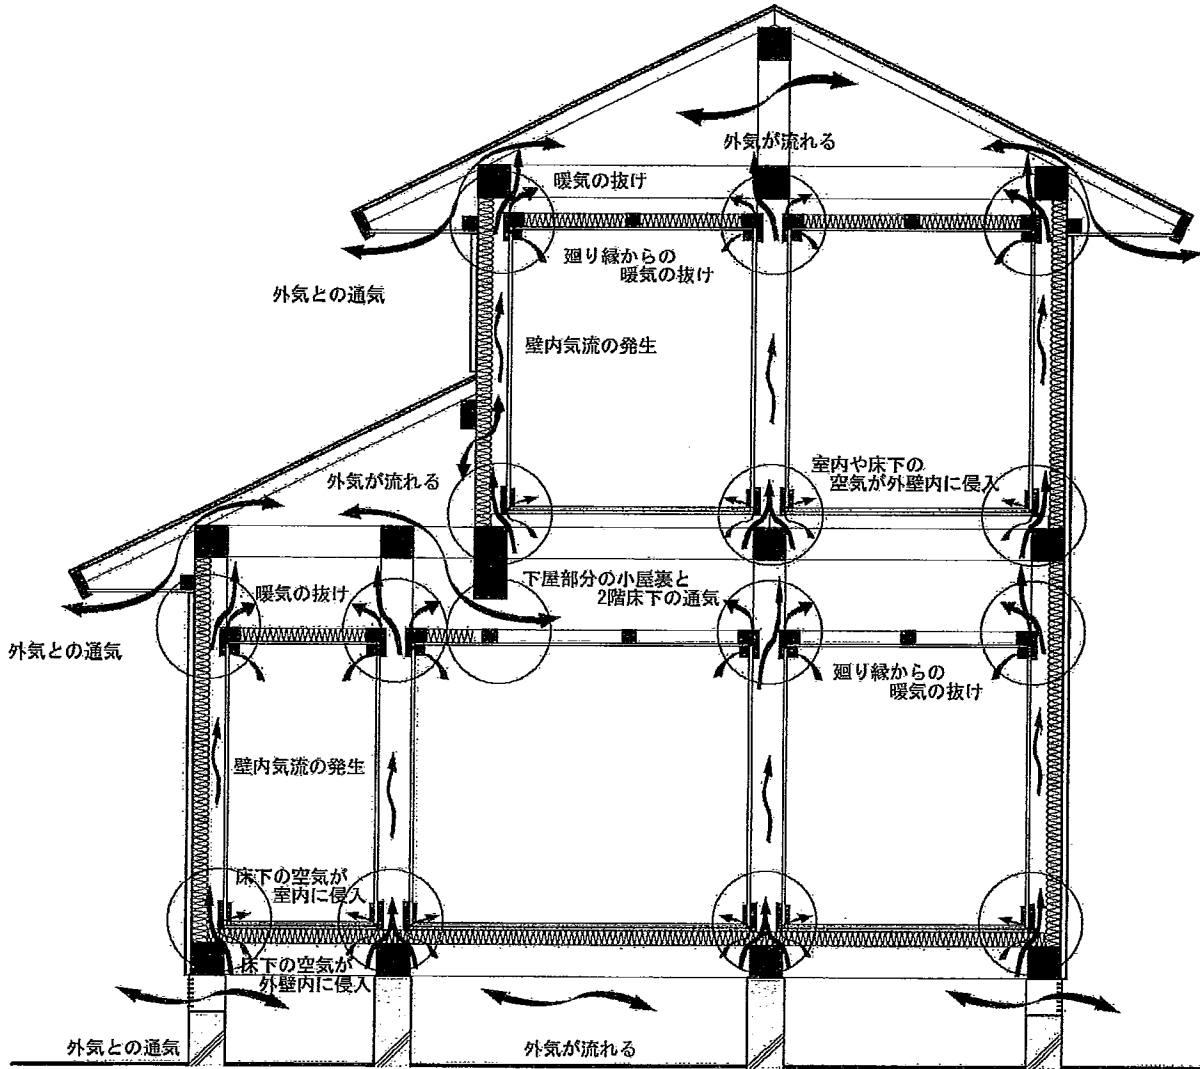 外気が流れる
暖気の抜け
廻り縁からの
暖気の抜け
外気との通気
壁内気流の発生
室内や床下の
空気が外壁内に侵入
外気が流れる
下屋部分の小屋裏と
2階床下の通気
暖気の抜け
外気との通気
廻り縁からの
暖気の抜け
壁内気流の発生
床下の空気が
室内に侵入
床下の空気が
外壁内に侵入
外気との通気
外気が流れる